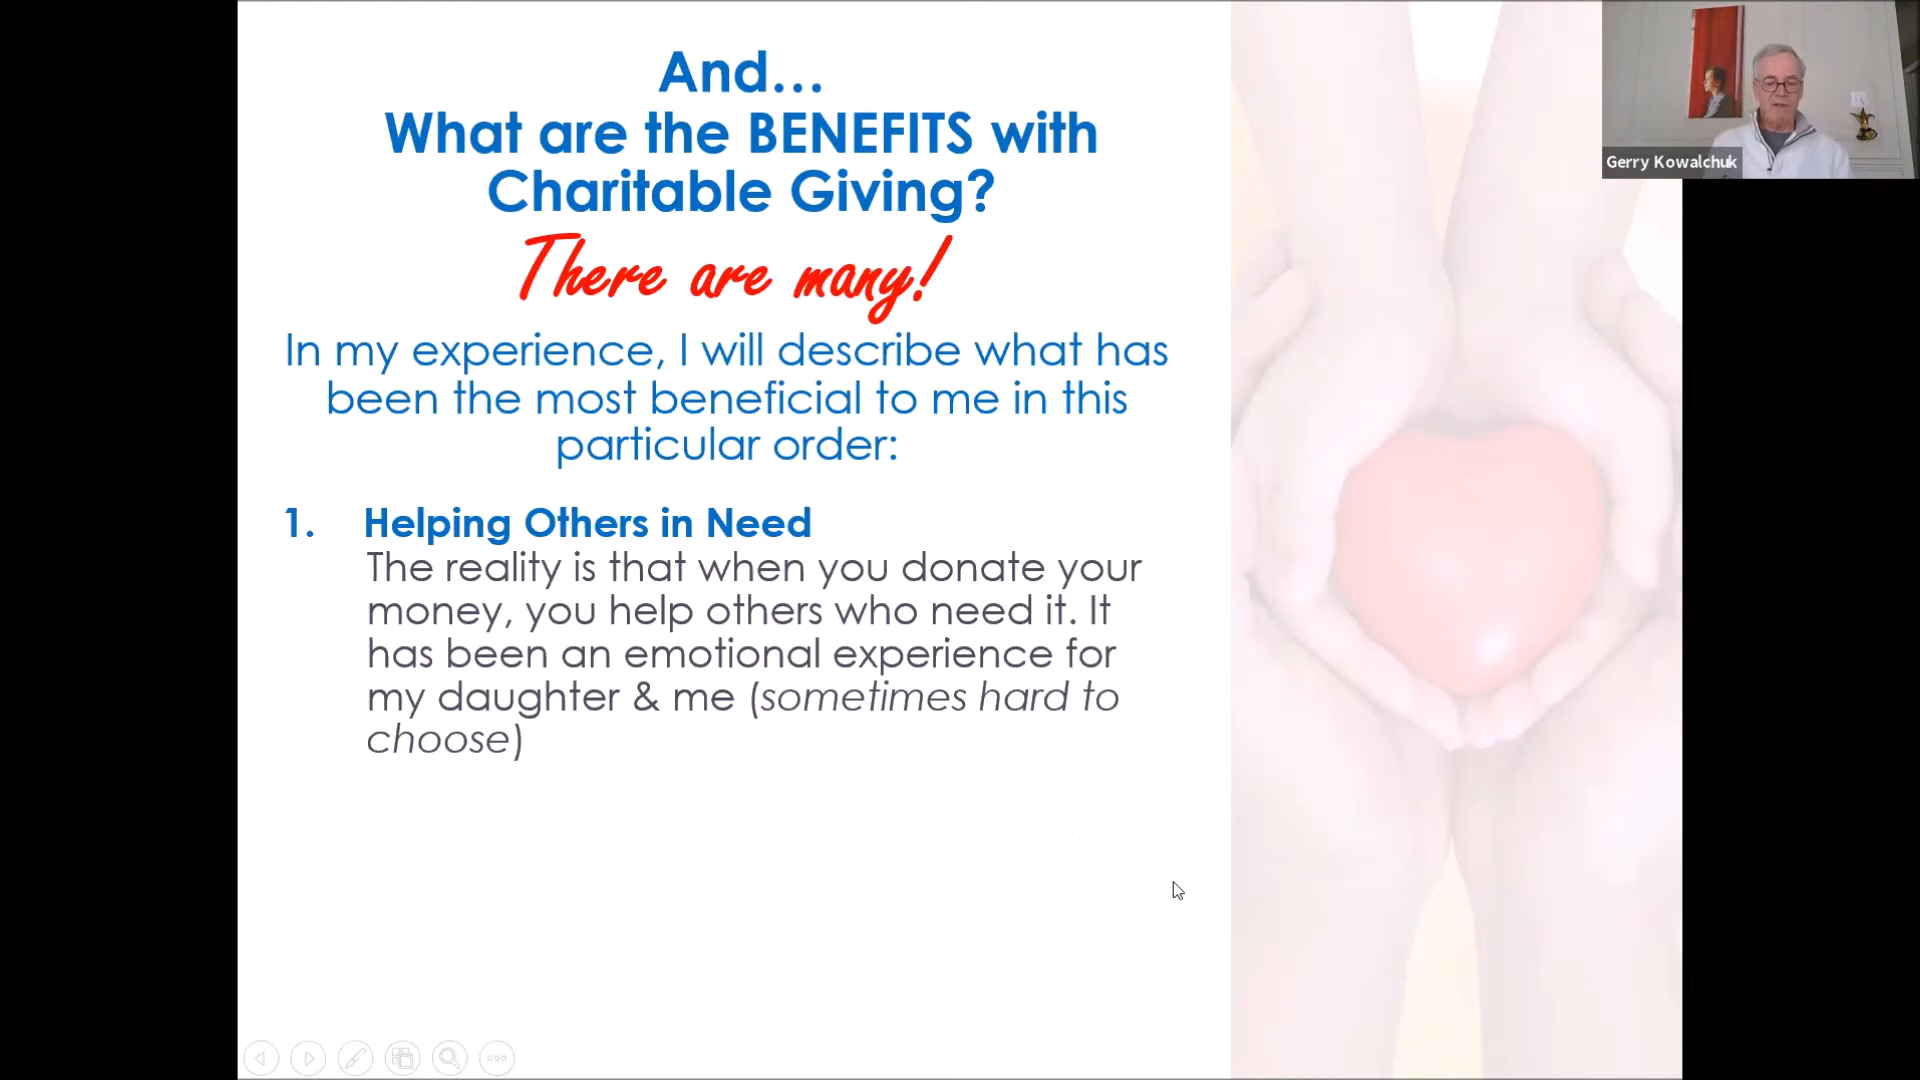 And...
What are the BENEFITS with
Charitable Giving?
There are many!
In my experience, I will describe what has
been the most beneficial to me in this
particular order:
1. Helping Others in Need
The reality is that when you donate your
money, you help others who need it. It
has been an emotional experience for
my daughter & me (sometimes hard to
choose)
Gerry Kowalchuk